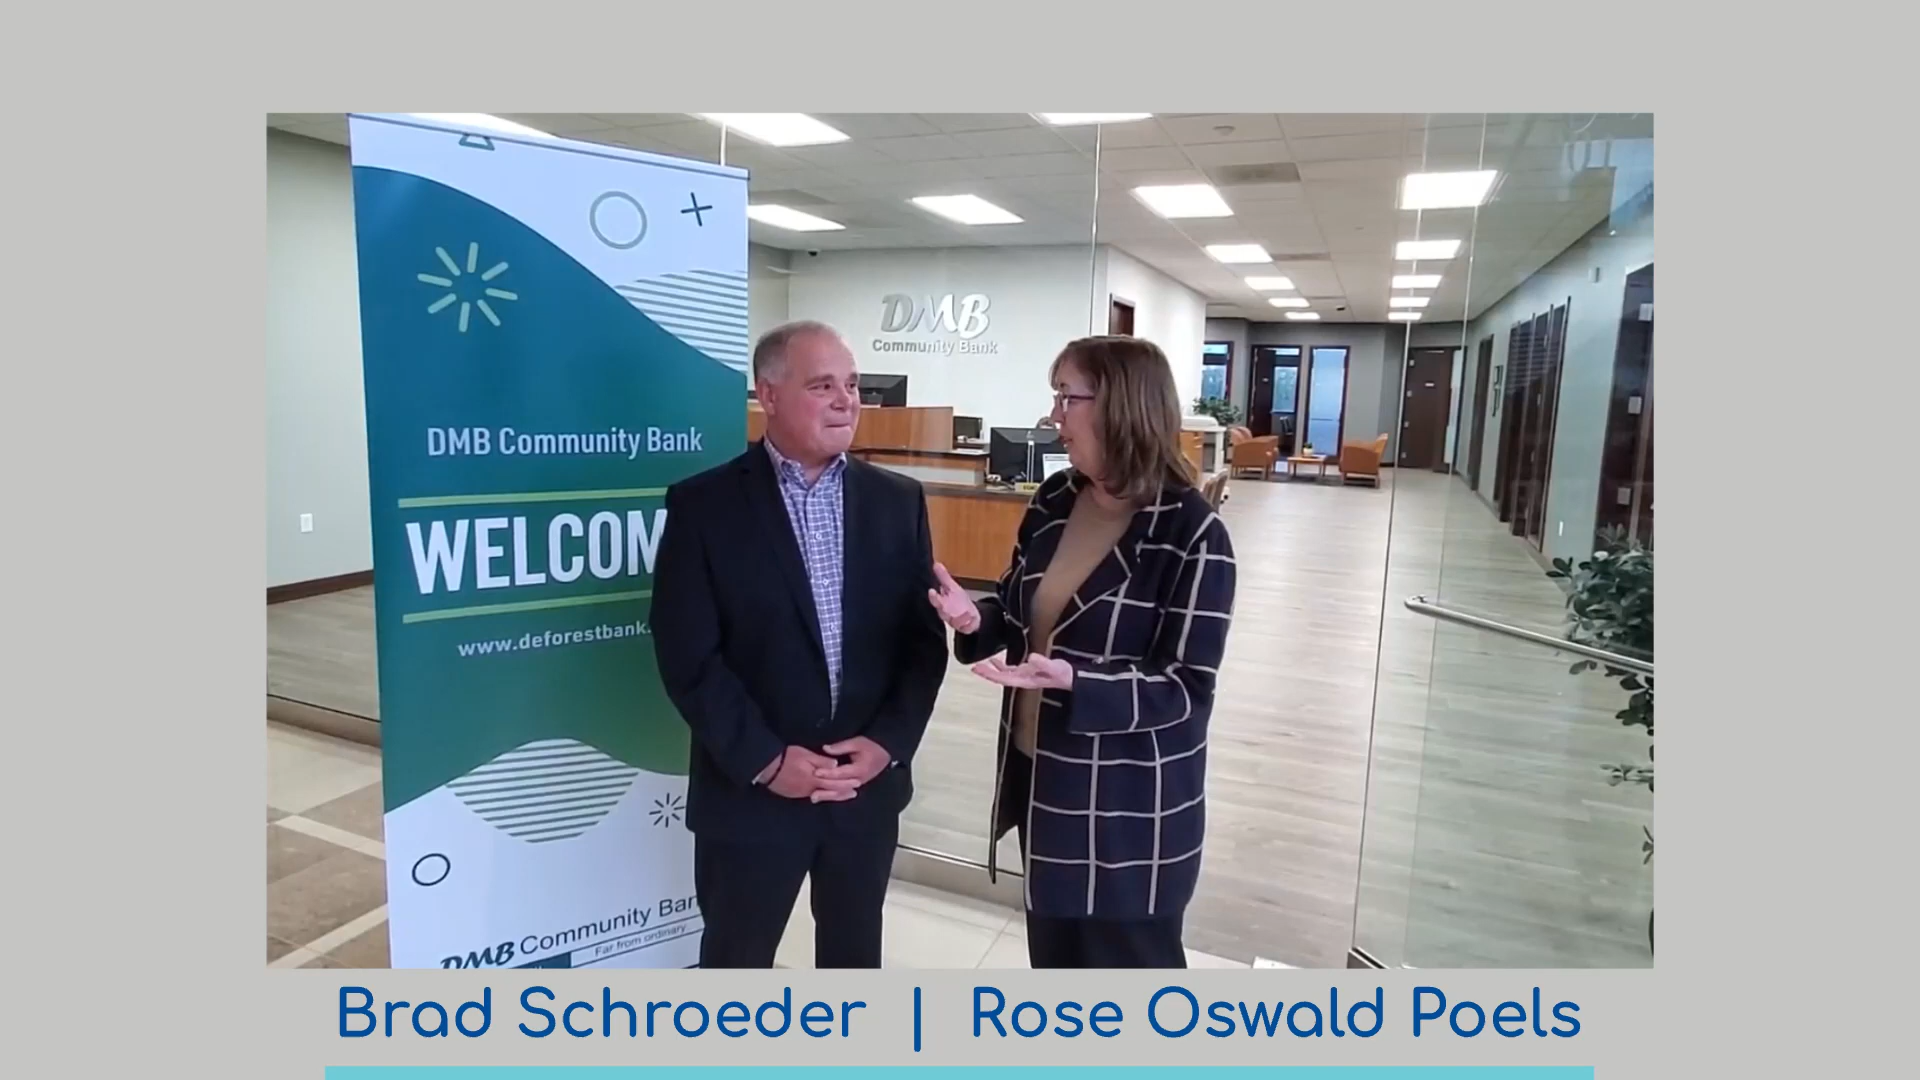 DMB
Community Bank
DMB Community Bank
WELCOM
www.deforestbank.
DMB Community Ban
Far from ordinary
Brad Schroeder | Rose Oswald Poels